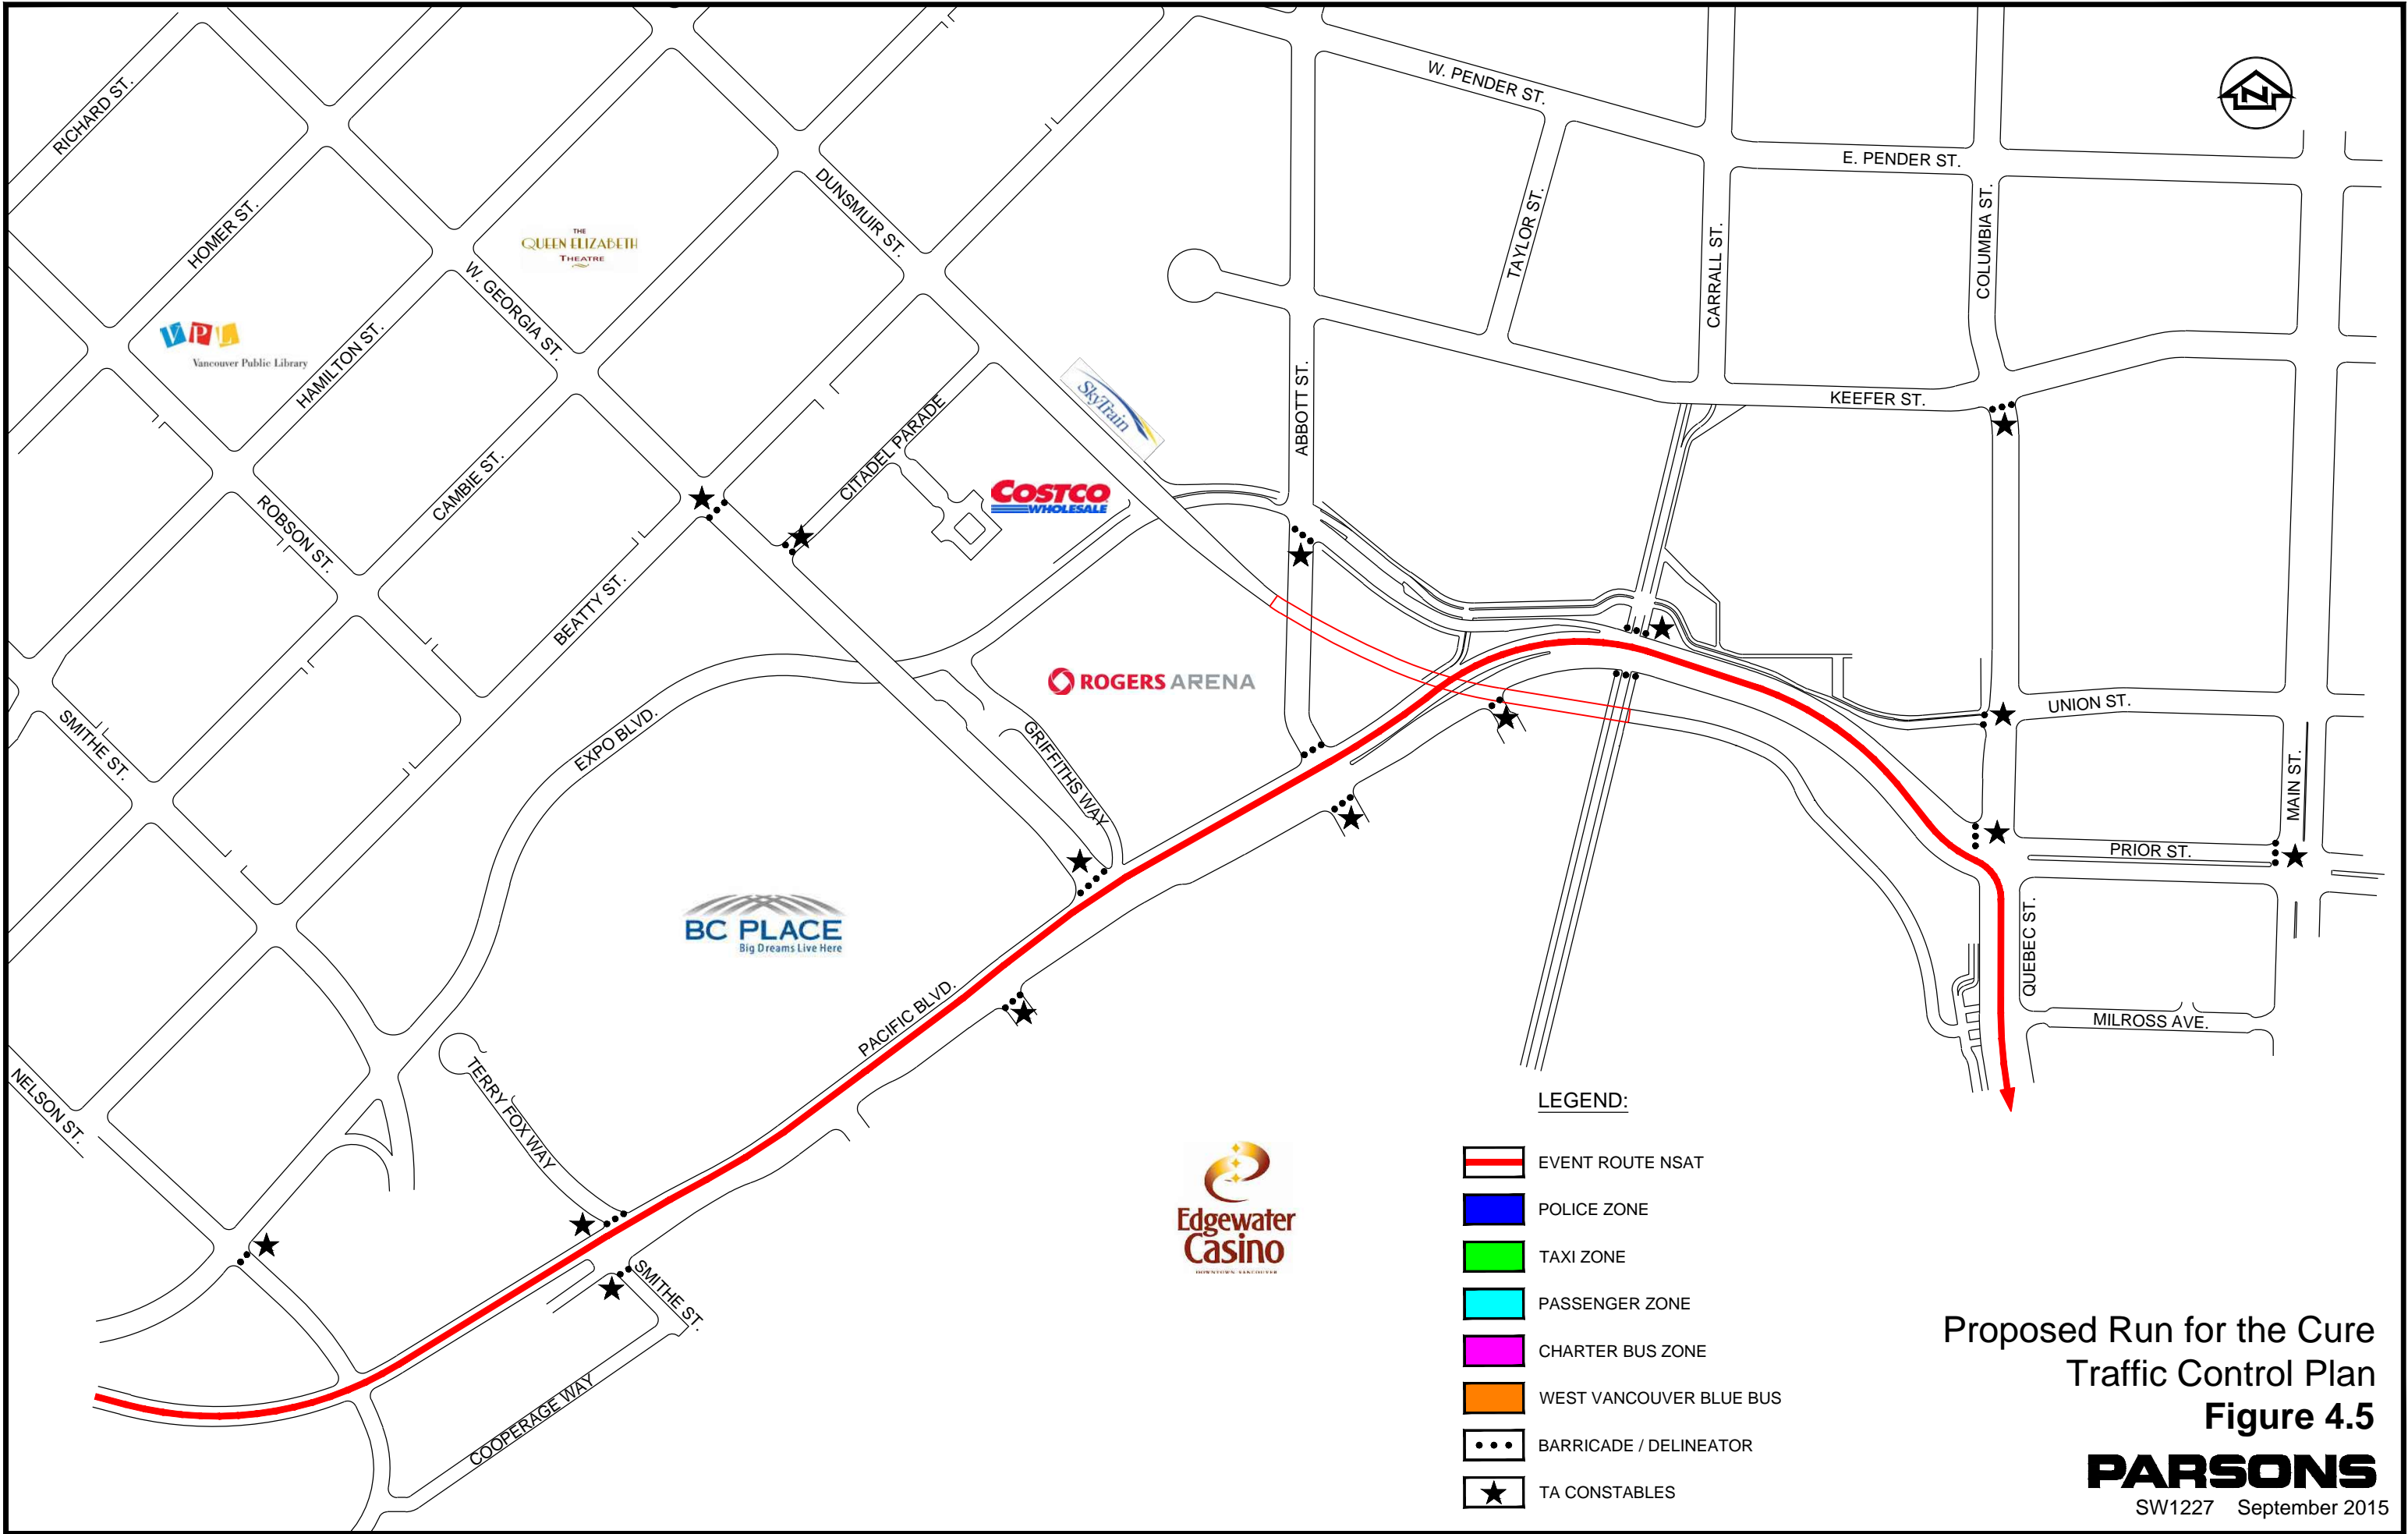 RICHARD ST.
HOMER ST.
HAMILTON ST.
CAMBIE ST.
BEATTY ST.
W. GEORGIA ST.
DUNSMUIR ST.
ROBSON ST.
SMITHE ST.
NELSON ST.
THE
QUEEN ELIZABETH
THEATRE
VPL
Vancouver Public Library
CITADEL PARADE
SkyTrain
COSTCO
WHOLESALE
ROGERS ARENA
W. PENDER ST.
E. PENDER ST.
TAYLOR ST.
CARRALL ST.
COLUMBIA ST.
ABBOTT ST.
KEEFER ST.
N
UNION ST.
MAIN ST.
PRIOR ST.
QUEBEC ST.
MILROSS AVE.
EXPO BLVD.
GRIFFITHS WAY
BC PLACE
Big Dreams Live Here
PACIFIC BLVD.
TERRY FOX WAY
SMITHE ST.
COOPERAGE WAY
Edgewater
Casino
DOWNTOWN VANCOUVER
LEGEND:
EVENT ROUTE NSAT
POLICE ZONE
TAXI ZONE
PASSENGER ZONE
CHARTER BUS ZONE
WEST VANCOUVER BLUE BUS
BARRICADE / DELINEATOR
TA CONSTABLES
Proposed Run for the Cure
Traffic Control Plan
Figure 4.5
PARSONS
SW1227 September 2015